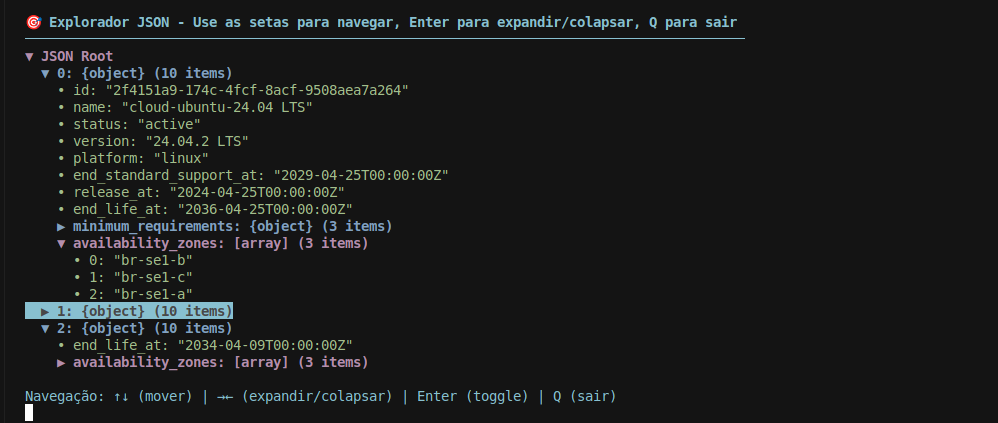 🎯 Explorador JSON - Use as setas para navegar, Enter para expandir/colapsar, Q para sair
▼ JSON Root
▼ 0: {object} (10 items)
• id: "2f4151a9-174c-4fcf-8acf-9508aea7a264"
• name: "cloud-ubuntu-24.04 LTS"
• status: "active"
• version: "24.04.2 LTS"
• platform: "linux"
• end_standard_support_at: "2029-04-25T00:00:00Z"
• release_at: "2024-04-25T00:00:00Z"
• end_life_at: "2036-04-25T00:00:00Z"
▶ minimum_requirements: {object} (3 items)
▼ availability_zones: [array] (3 items)
• 0: "br-se1-b"
• 1: "br-se1-c"
• 2: "br-se1-a"
▶ 1: {object} (10 items)
▼ 2: {object} (10 items)
• end_life_at: "2034-04-09T00:00:00Z"
▶ availability_zones: [array] (3 items)
Navegação: ↑↓ (mover) | →← (expandir/colapsar) | Enter (toggle) | Q (sair)